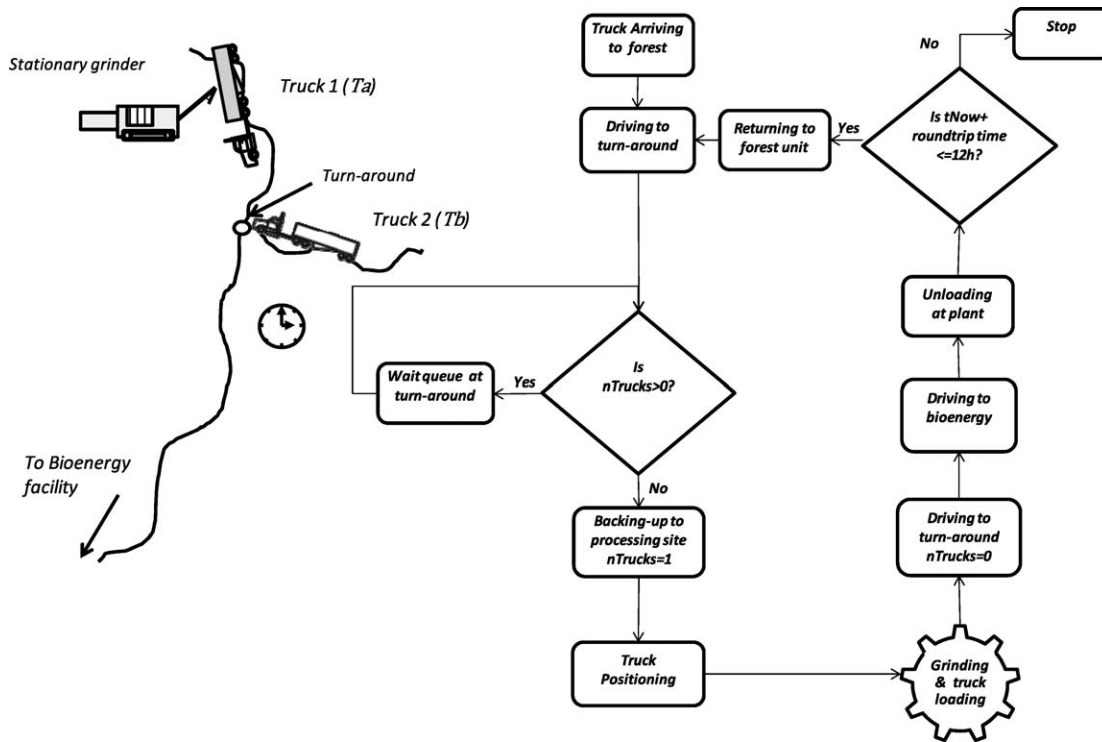 Stationary grinder
Truck 1 (Ta)
Turn-around
Truck 2 (Tb)
To Bioenergy
facility
Truck Arriving
to forest
Driving to
turn-around
Returning to
forest unit
Yes
Is tNow+
roundtrip time
<=12h?
No
Stop
Is
nTrucks>0?
Yes
Wait queue at
turn-around
No
Backing-up to
processing site
nTrucks=1
Truck
Positioning
Grinding
& truck
loading
Driving to
turn-around
nTrucks=0
Driving to
bioenergy
Unloading
at plant